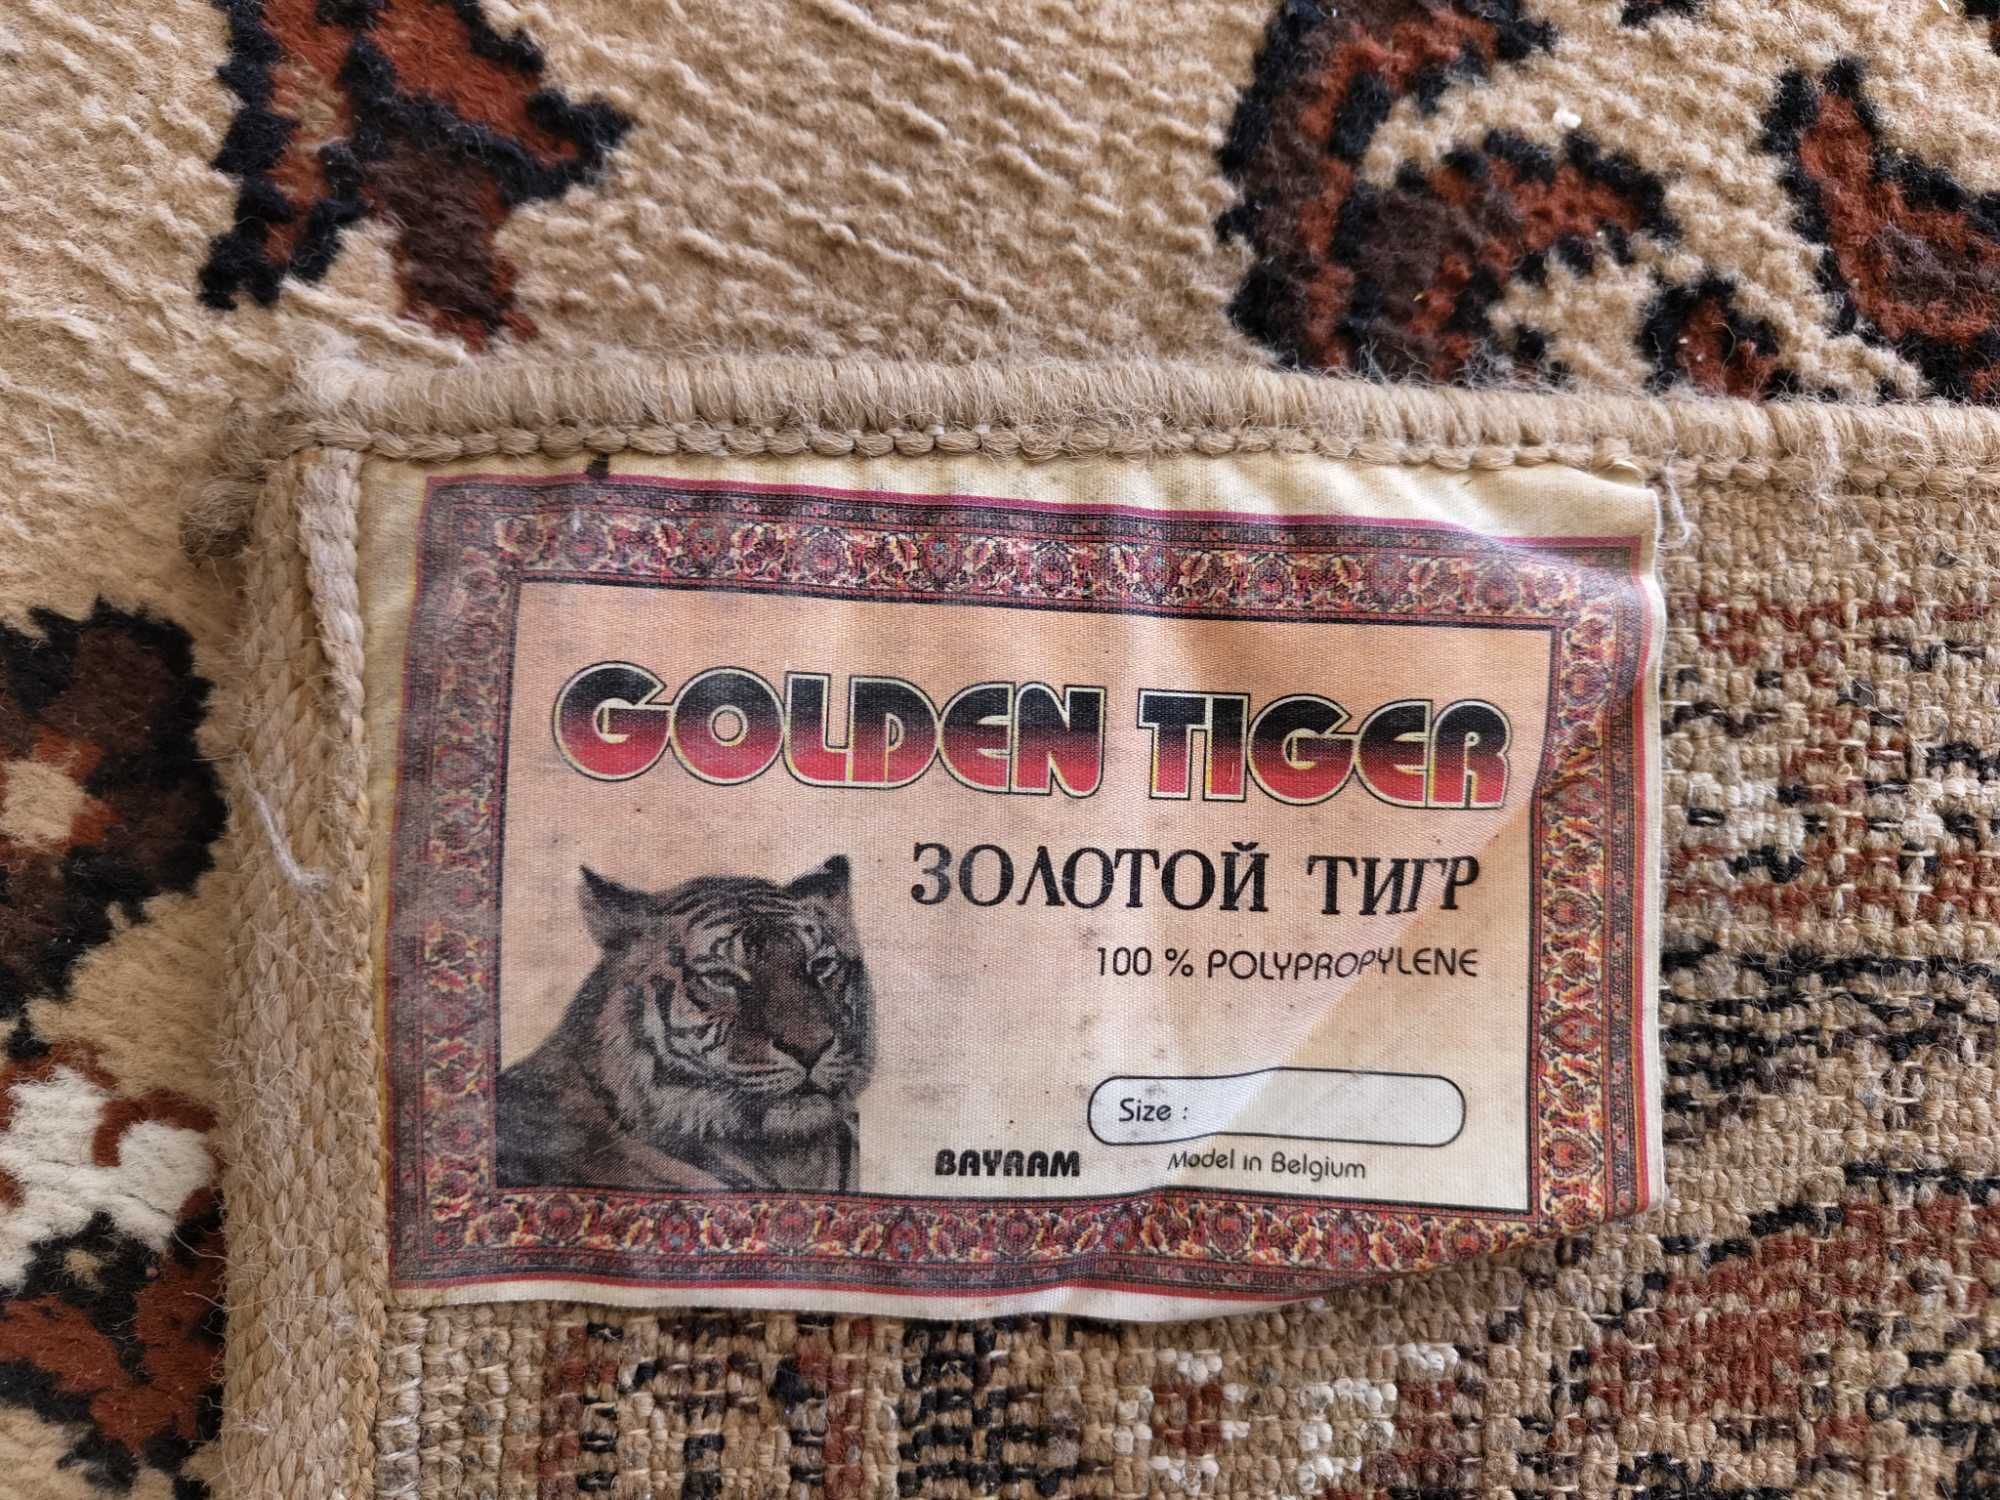 GOLDEN TIGER
ЗОЛОТОЙ ТИГР
100 % POLYPROPYLENE
Size :
BAYRAM
Model in Belgium